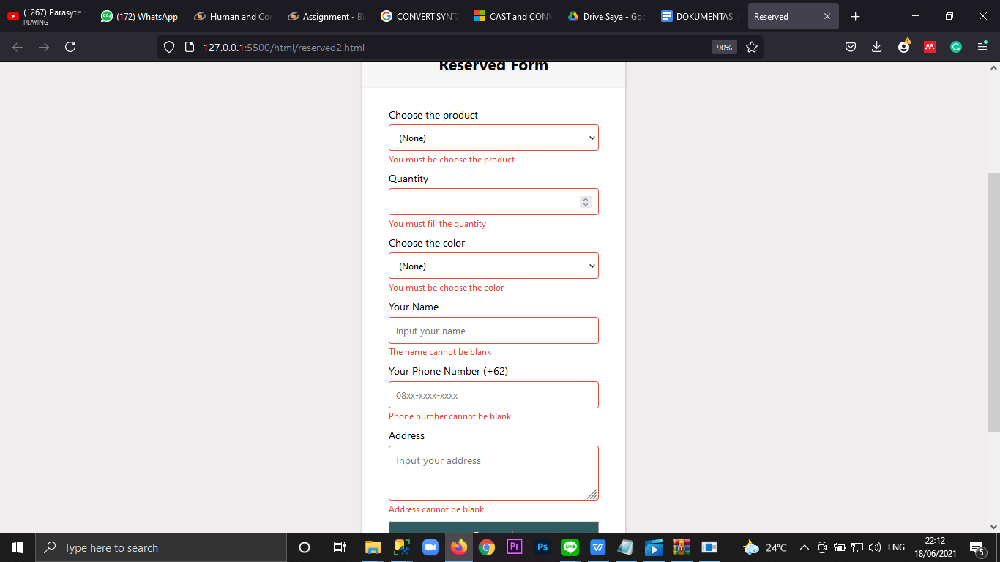 (1267) Parasyte
PLAYING
(172) WhatsApp
Human and Co
Assignment - Bi
CONVERT SYNT
CAST and CONV
Drive Saya - Goo
DOKUMENTASI
Reserved
127.0.0.1:5500/html/reserved2.html
90%
Reserved Form
Choose the product
(None)
You must be choose the product
Quantity
You must fill the quantity
Choose the color
(None)
You must be choose the color
Your Name
Input your name
The name cannot be blank
Your Phone Number (+62)
08xx-xxxx-xxxx
Phone number cannot be blank
Address
Input your address
Address cannot be blank
Type here to search
Pr
Ps
LINE
W
24°C
ENG
22:12
18/06/2021
5